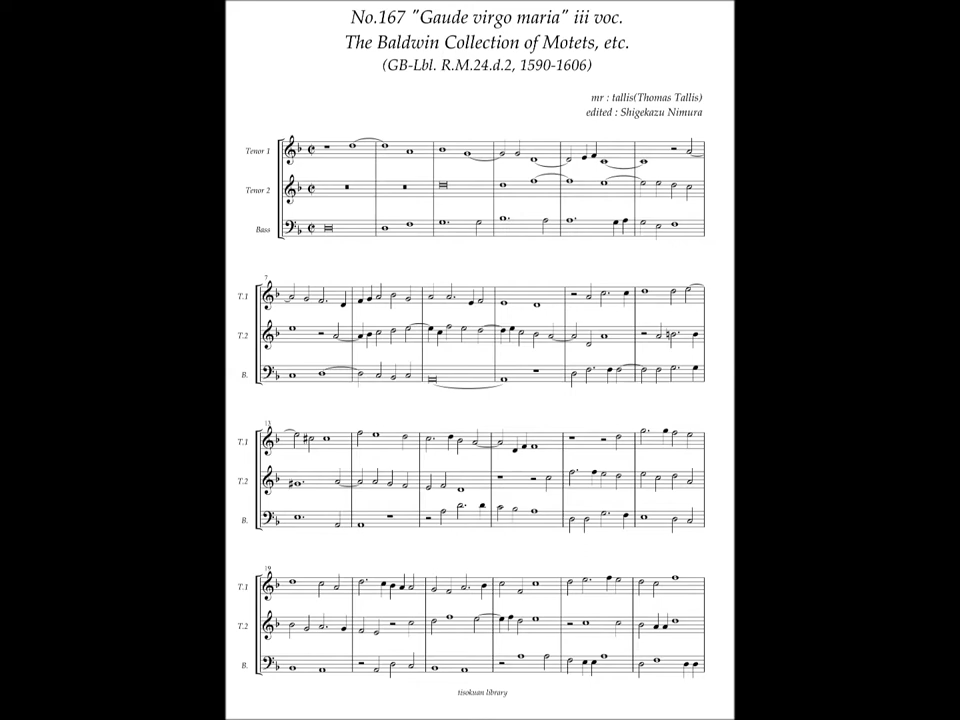 No.167 "Gaude virgo maria" iii voc.
The Baldwin Collection of Motets, etc.
(GB-Lbl. R.M.24.d.2, 1590-1606)
mr : tallis(Thomas Tallis)
edited : Shigekazu Nimura
Tenor 1
Tenor 2
Bass
7
T.1
T.2
B.
13
T.1
T.2
B.
19
T.1
T.2
B.
tisokuan library